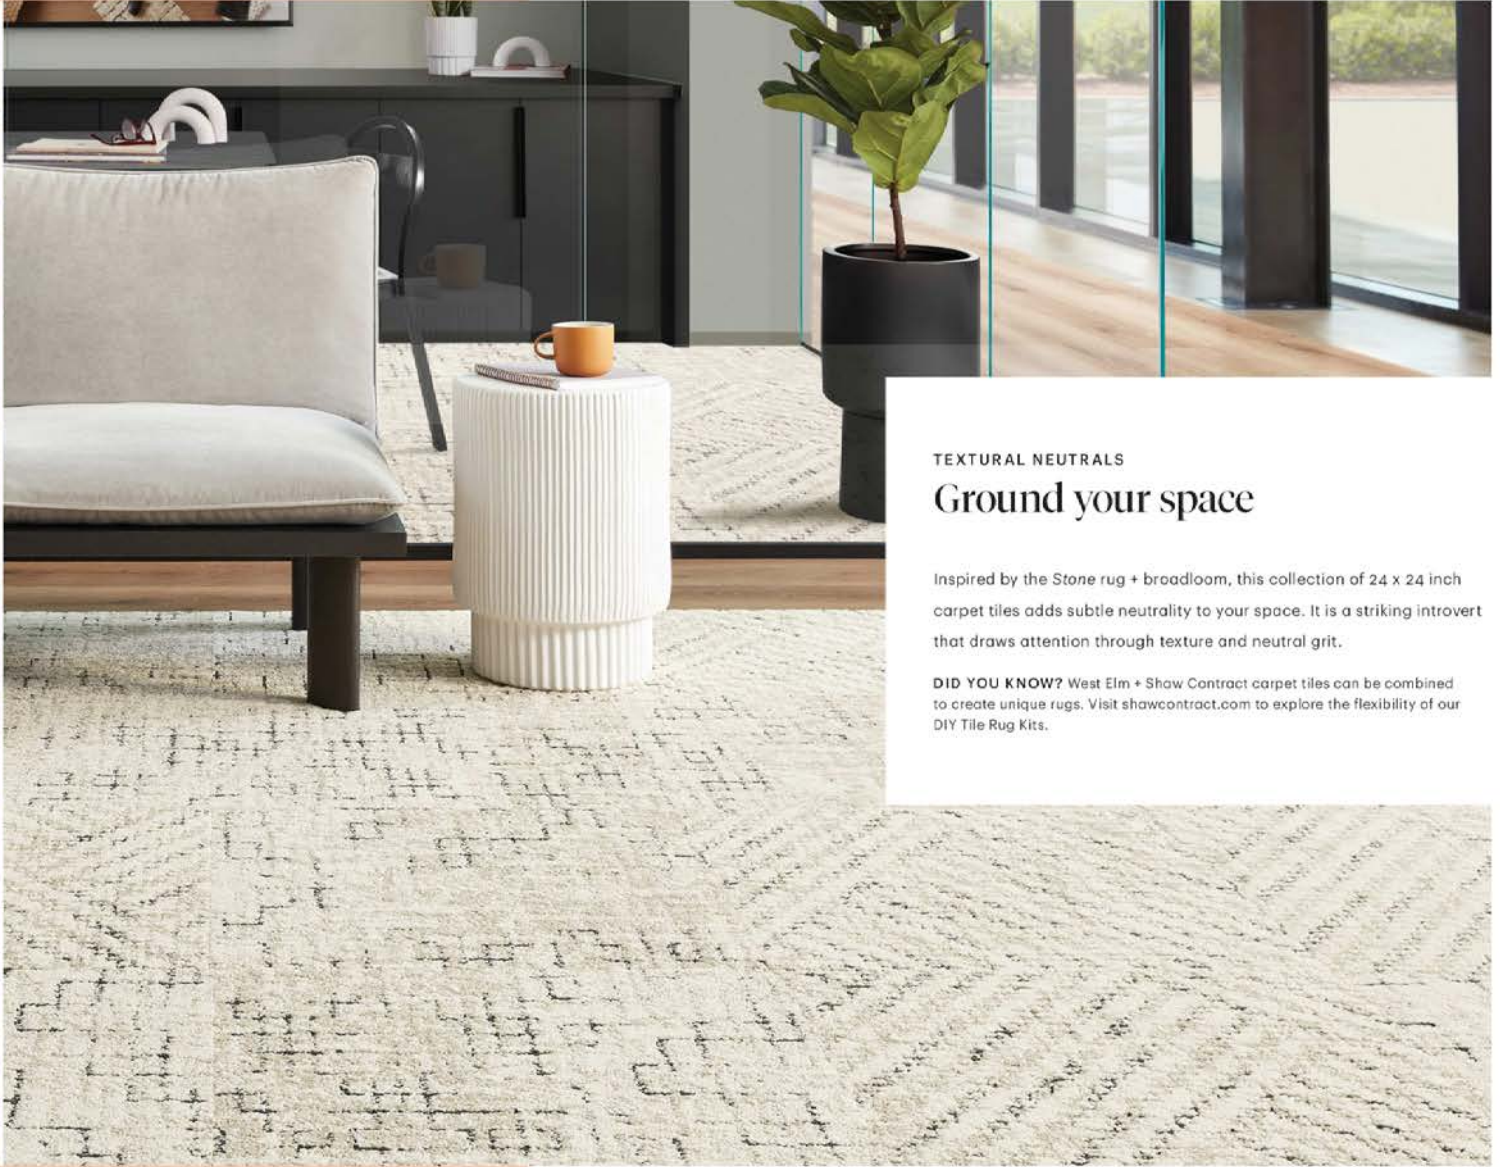 TEXTURAL NEUTRALS
Ground your space
Inspired by the Stone rug + broadloom, this collection of 24 x 24 inch
carpet tiles adds subtle neutrality to your space. It is a striking introvert
that draws attention through texture and neutral grit.
DID YOU KNOW? West Elm + Shaw Contract carpet tiles can be combined
to create unique rugs. Visit shawcontract.com to explore the flexibility of our
DIY Tile Rug Kits.